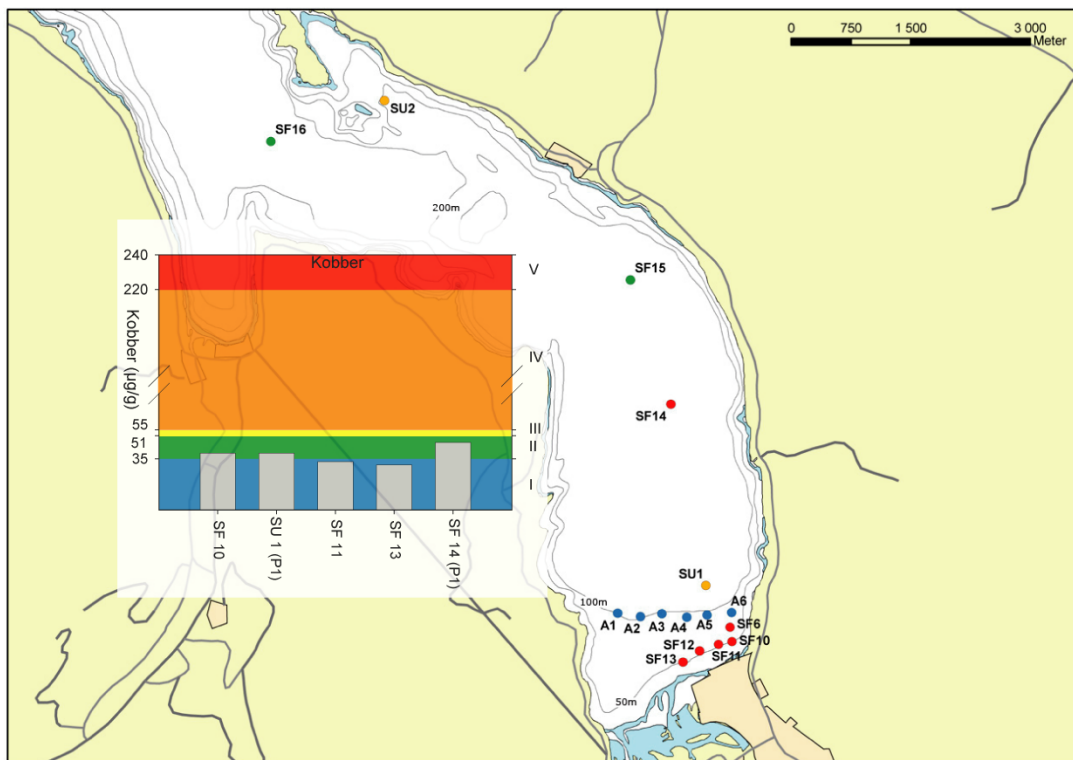 0 750 1 500 3 000
Meter
SU2
SF16
200m
Kobber
240
220
55
51
35
Kobber (µg/g)
V
IV
III
II
I
SF 10
SU 1 (P1)
SF 11
SF 13
SF 14 (P1)
SF15
SF14
SU1
100m
A1 A2 A3 A4 A5 A6
SF6
SF12 SF10
SF13 SF11
50m